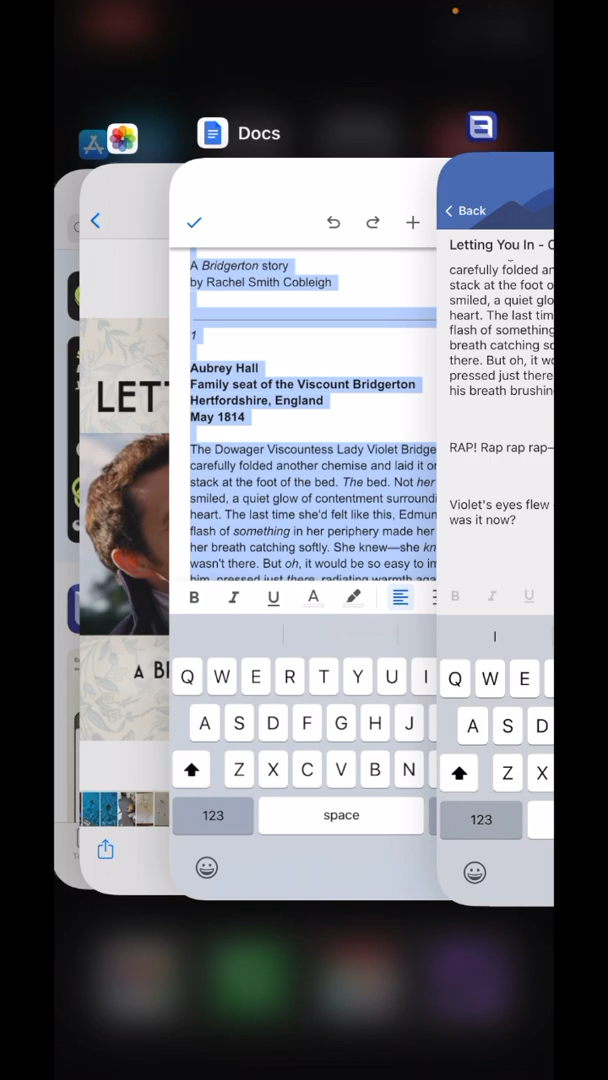 Docs
Back
A Bridgerton story
by Rachel Smith Cobleigh
1
Aubrey Hall
Family seat of the Viscount Bridgerton
Hertfordshire, England
May 1814
The Dowager Viscountess Lady Violet Bridge
carefully folded another chemise and laid it
stack at the foot of the bed. The bed. Not her
smiled, a quiet glow of contentment surroundi
heart. The last time she'd felt like this, Edmun
flash of something in her periphery made her
her breath catching softly. She knew—she kn
wasn't there. But oh, it would be so easy to im
him, pressed just there, radiating warmth aga
B I U A
Q W E R T Y U I
A S D F G H J
Z X C V B N
123 space
Letting You In -
carefully folded an
stack at the foot o
smiled, a quiet glo
heart. The last tim
flash of something
breath catching so
there. But oh, it wo
pressed just there
his breath brushin
RAP! Rap rap rap—
Violet's eyes flew
was it now?
B I U
I
Q W E
A S D
Z X
123
LET
A B